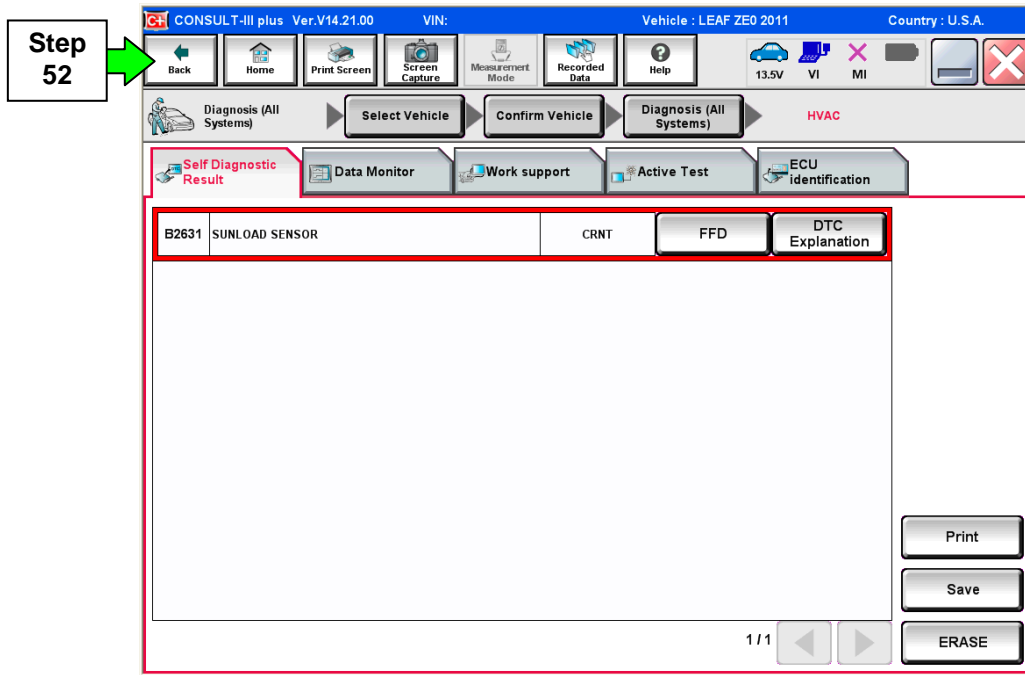 Step
52
C+ CONSULT-III plus Ver.V14.21.00 VIN: Vehicle : LEAF ZE0 2011 Country : U.S.A.
Back
Home
Print Screen
Screen
Capture
Measurement
Mode
Recorded
Data
Help
13.5V
VI
MI
Diagnosis (All
Systems)
Select Vehicle
Confirm Vehicle
Diagnosis (All
Systems)
HVAC
Self Diagnostic
Result
Data Monitor
Work support
Active Test
ECU
identification
B2631 SUNLOAD SENSOR CRNT FFD
DTC
Explanation
Print
Save
1 / 1
ERASE